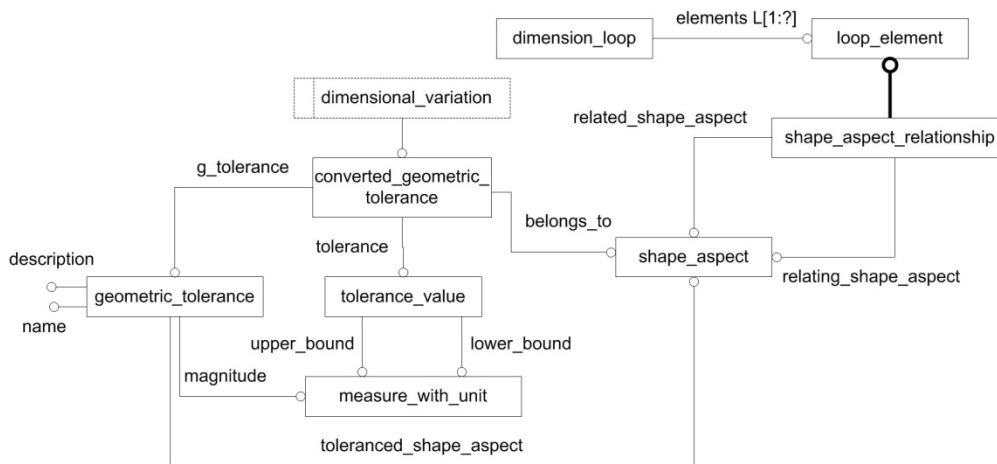 elements L[1:?]
dimension_loop
loop_element
dimensional_variation
related_shape_aspect
shape_aspect_relationship
g_tolerance
converted_geometric_
tolerance
belongs_to
tolerance
shape_aspect
description
relating_shape_aspect
geometric_tolerance
tolerance_value
name
upper_bound
lower_bound
magnitude
measure_with_unit
toleranced_shape_aspect